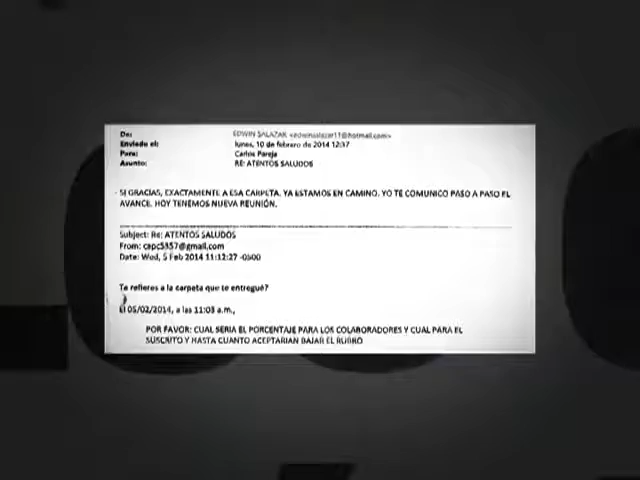 De: EDWIN SALAZAR <edwinsalazar11@hotmail.com>
Enviado el: lunes, 10 de febrero de 2014 12:37
Para: Carlos Pareja
Asunto: RE: ATENTOS SALUDOS
SI GRACIAS, EXACTAMENTE A ESA CARPETA. YA ESTAMOS EN CAMINO. YO TE COMUNICO PASO A PASO EL
AVANCE. HOY TENEMOS NUEVA REUNIÓN.
Subject: Re: ATENTOS SALUDOS
From: capc5357@gmail.com
Date: Wed, 5 Feb 2014 11:12:27 -0500
Te refieres a la carpeta que te entregué?
El 05/02/2014, a las 11:03 a.m.,
POR FAVOR: CUAL SERIA EL PORCENTAJE PARA LOS COLABORADORES Y CUAL PARA EL
SUSCRITO Y HASTA CUANTO ACEPTARIAN BAJAR EL RUBRO